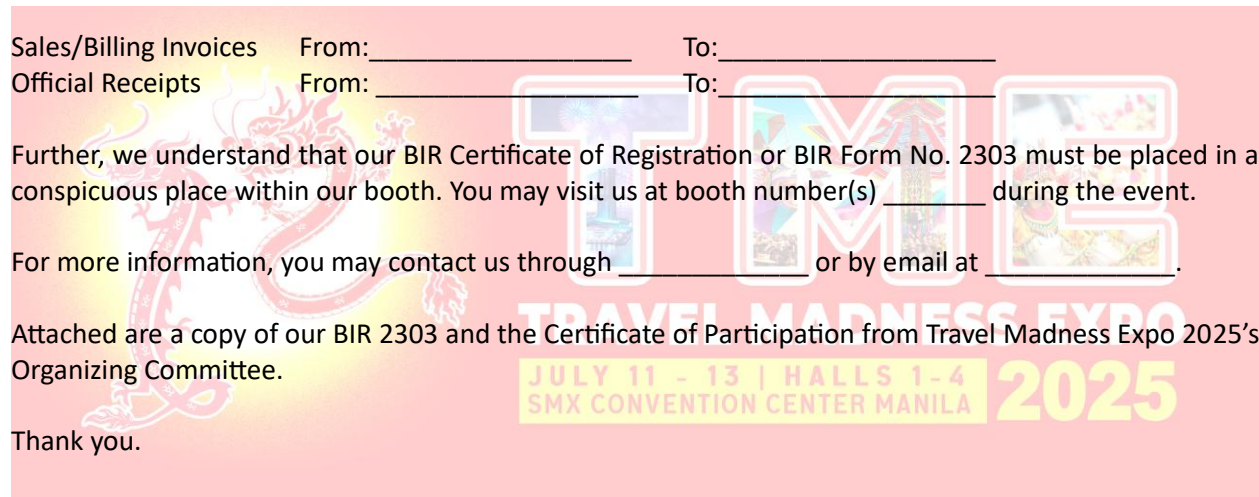 Sales/Billing Invoices From:__________________ To:___________________
Official Receipts From: __________________ To:___________________
Further, we understand that our BIR Certificate of Registration or BIR Form No. 2303 must be placed in a
conspicuous place within our booth. You may visit us at booth number(s) _______ during the event.
For more information, you may contact us through _____________ or by email at _____________.
Attached are a copy of our BIR 2303 and the Certificate of Participation from Travel Madness Expo 2025's
Organizing Committee.
Thank you.
TME
TRAVEL MADNESS EXPO
JULY 11 - 13 | HALLS 1-4
SMX CONVENTION CENTER MANILA
2025